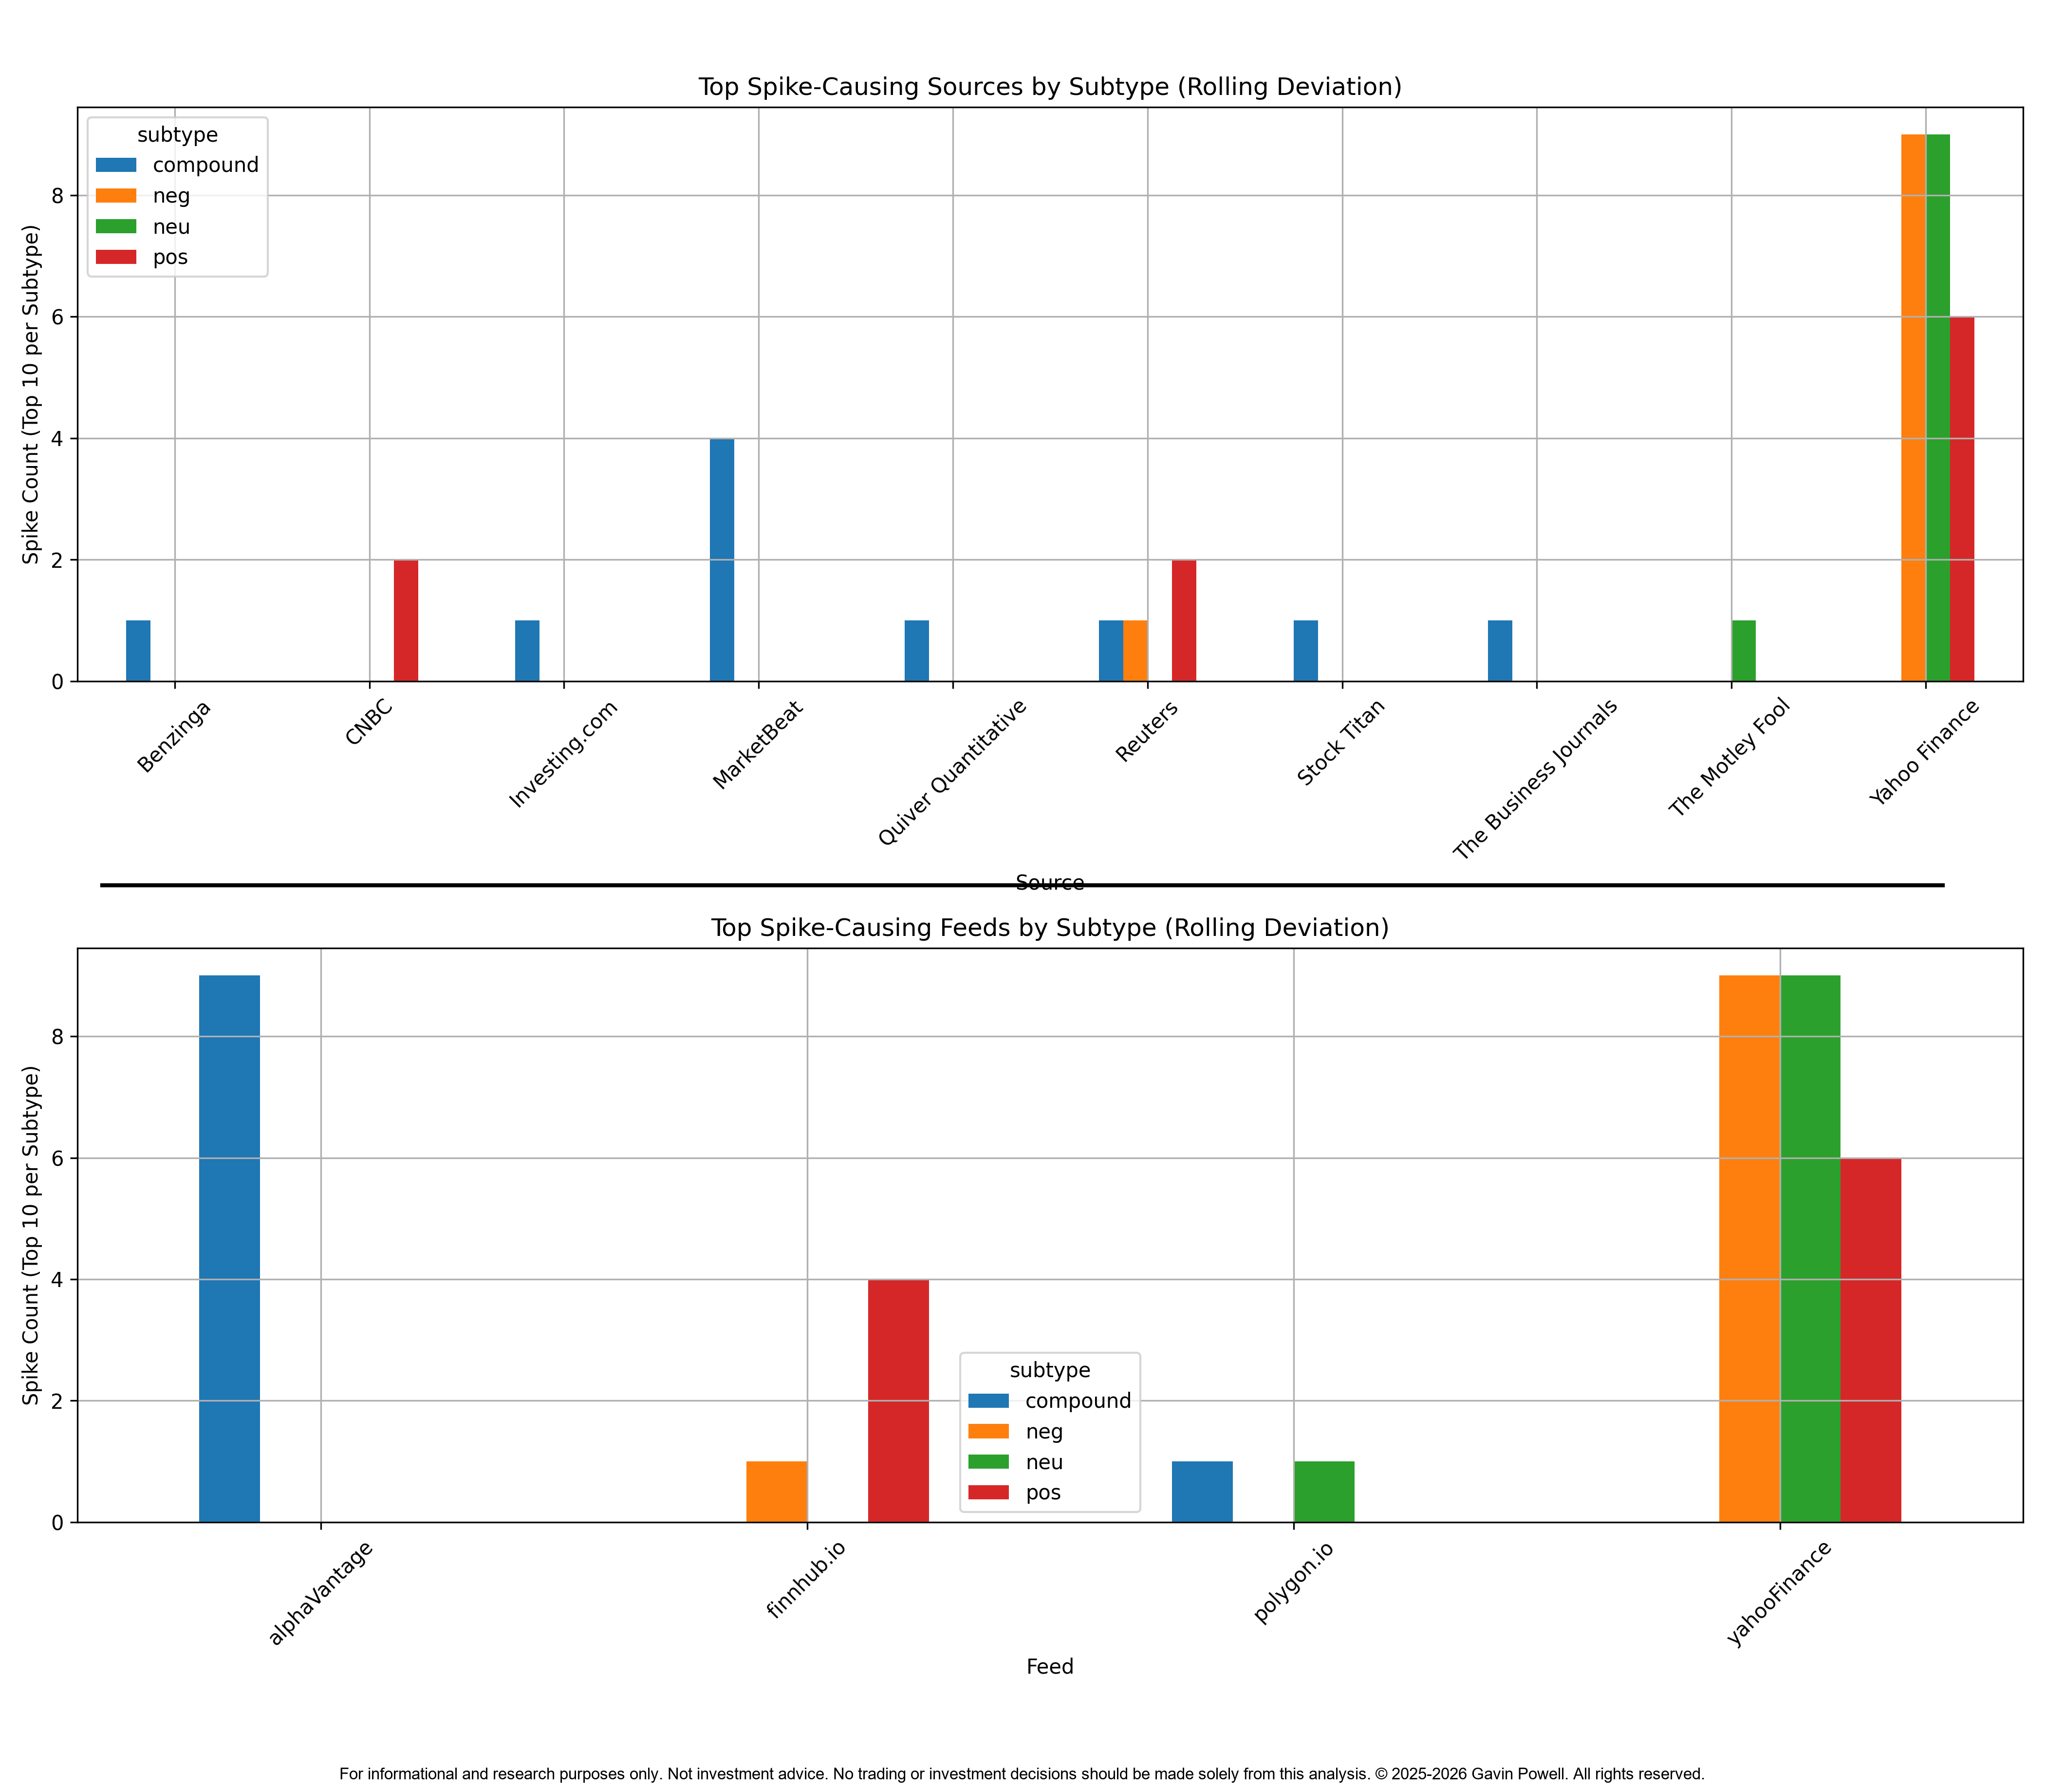 Top Spike-Causing Sources by Subtype (Rolling Deviation)
subtype
compound
neg
neu
pos
Spike Count (Top 10 per Subtype)
8
6
4
2
0
Benzinga
CNBC
Investing.com
MarketBeat
Quiver Quantitative
Reuters
Stock Titan
The Business Journals
The Motley Fool
Yahoo Finance
Source
Top Spike-Causing Feeds by Subtype (Rolling Deviation)
Spike Count (Top 10 per Subtype)
8
6
4
2
0
subtype
compound
neg
neu
pos
alphaVantage
finnhub.io
polygon.io
yahooFinance
Feed
For informational and research purposes only. Not investment advice. No trading or investment decisions should be made solely from this analysis. © 2025-2026 Gavin Powell. All rights reserved.